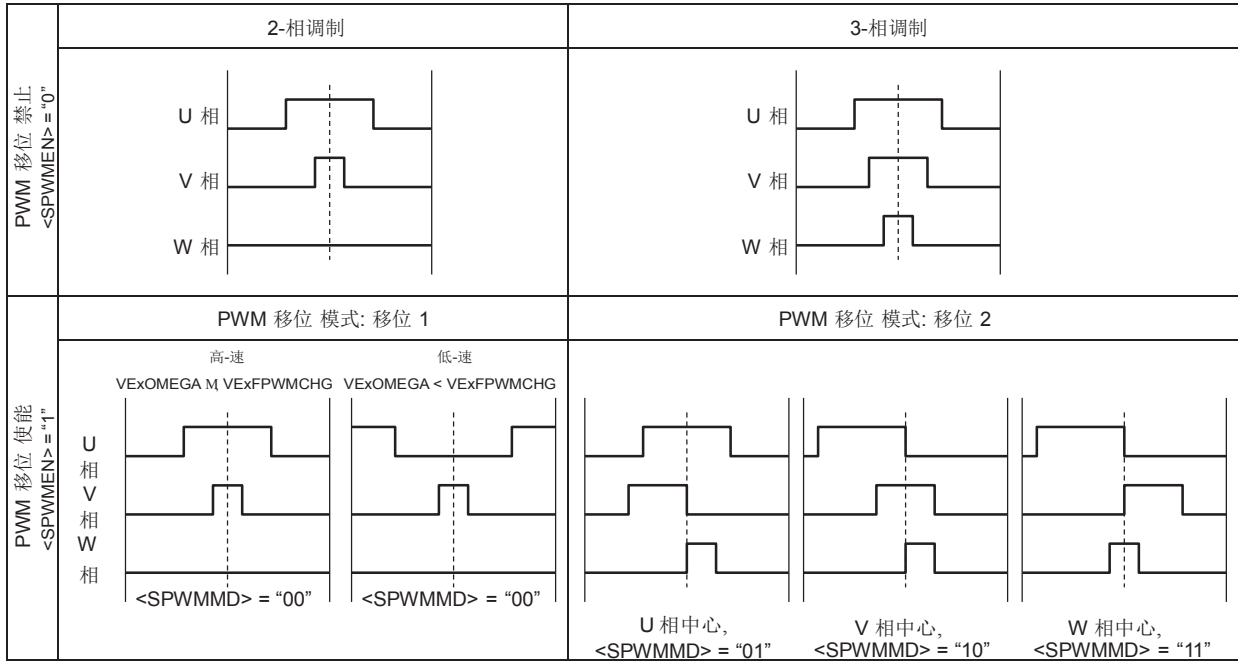 2-相调制
3-相调制
PWM 移位 禁止
<SPWMEN> = “0”
U 相
V 相
W 相
U 相
V 相
W 相
PWM 移位 模式: 移位 1
PWM 移位 模式: 移位 2
PWM 移位 使能
<SPWMEN> = “1”
高-速
VExOMEGA M, VExFPWMCHG
低-速
VExOMEGA < VExFPWMCHG
U
相
V
相
W
相
<SPWMMD> = “00”
<SPWMMD> = “00”
U 相中心,
<SPWMMD> = “01”
V 相中心,
<SPWMMD> = “10”
W 相中心,
<SPWMMD> = “11”